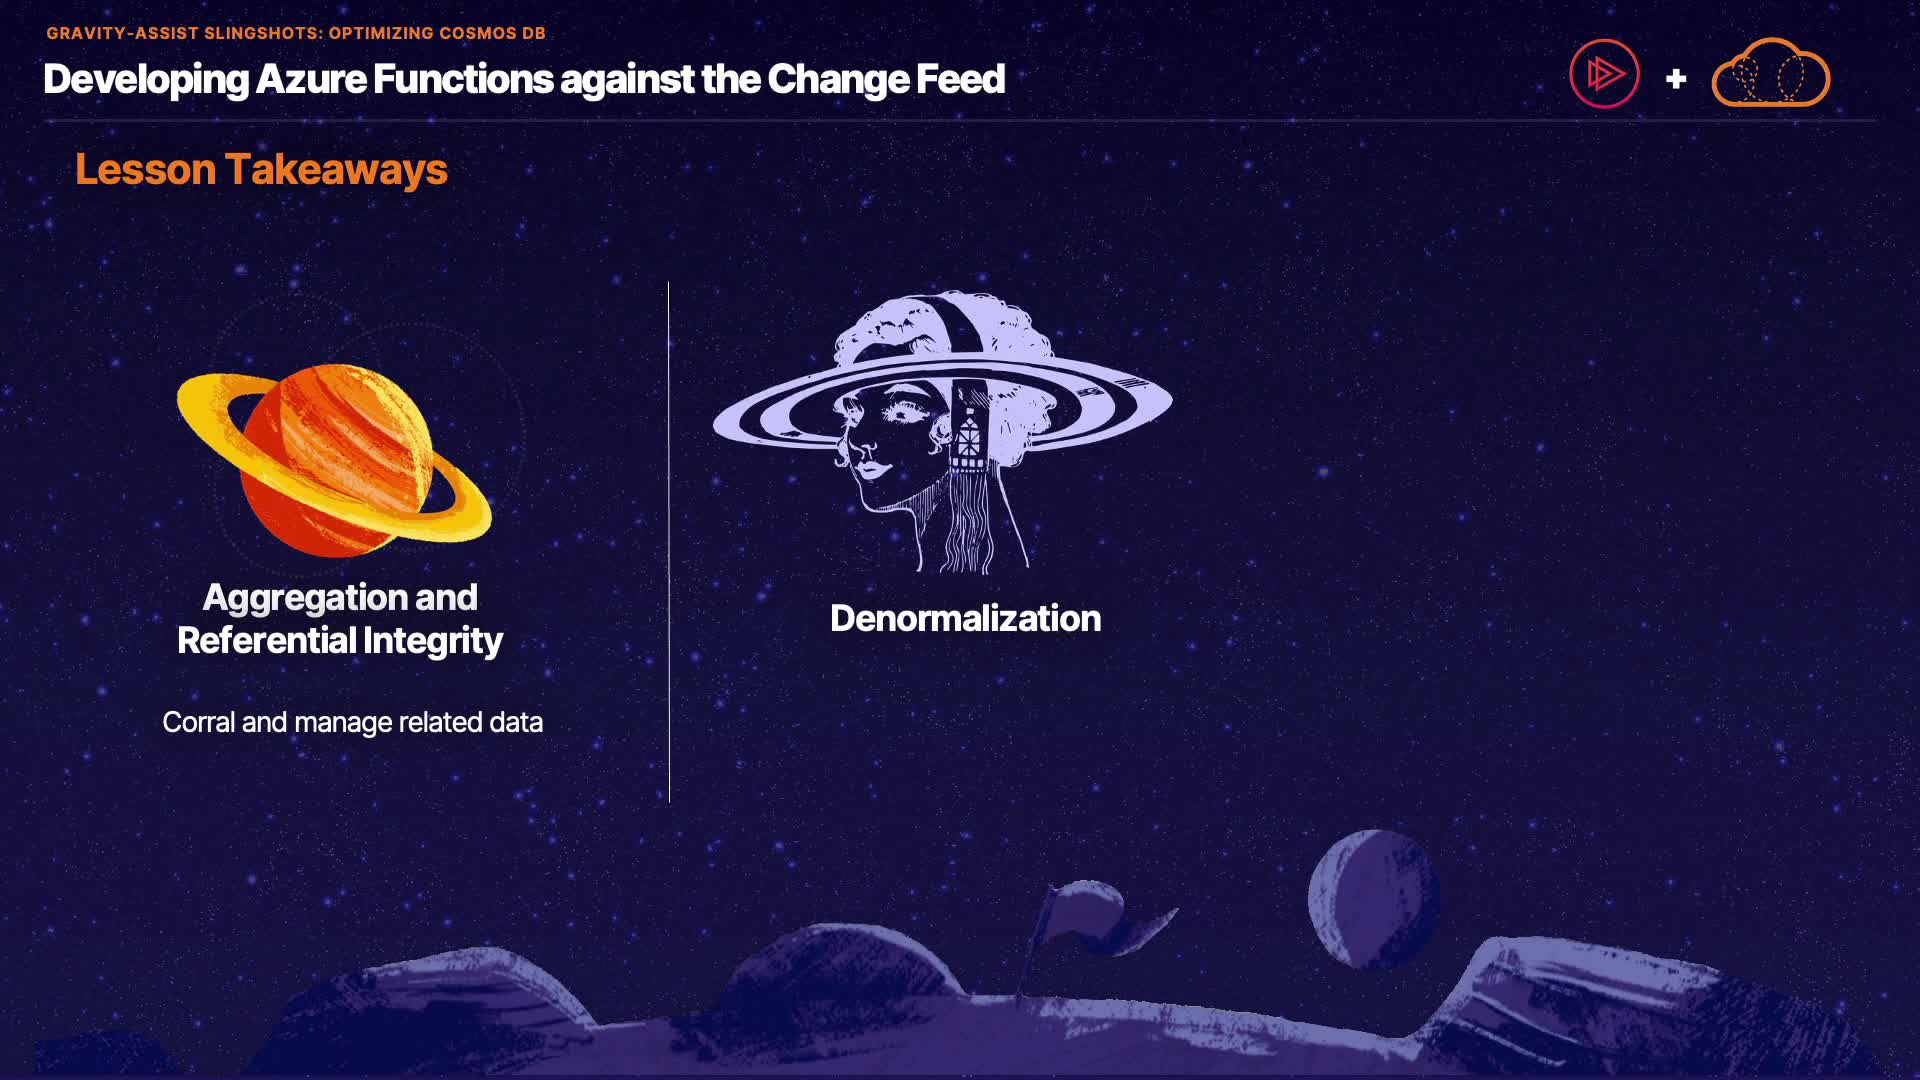 GRAVITY-ASSIST SLINGSHOTS: OPTIMIZING COSMOS DB
Developing Azure Functions against the Change Feed
+
Lesson Takeaways
Aggregation and
Referential Integrity
Corral and manage related data
Denormalization